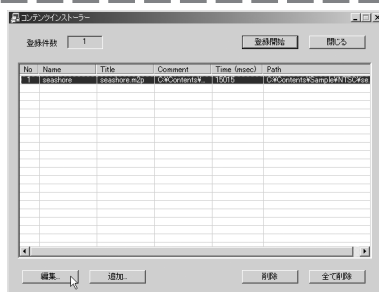 コンテンツインストーラー
登録件数 1 登録開始 閉じる
No Name Title Comment Time (msec) Path
1 seashore seashore.m2p C:¥Contents¥... 15015 C:¥Contents¥Sample¥NTSC¥se
編集... 追加... 削除 全て削除